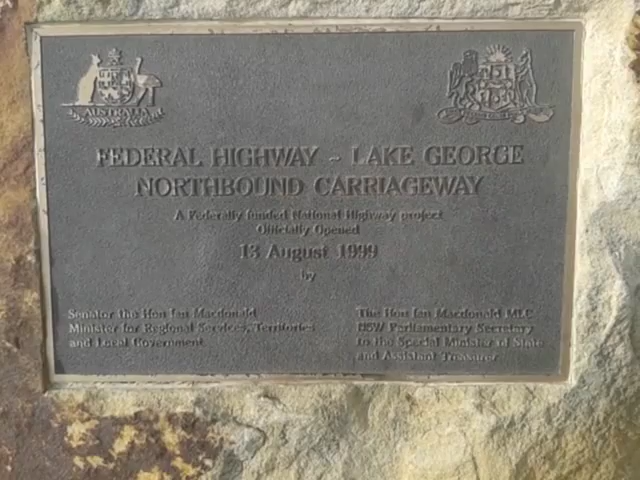 AUSTRALIA
FEDERAL HIGHWAY ~ LAKE GEORGE
NORTHBOUND CARRIAGEWAY
A Federally funded National Highway project
Officially Opened
13 August 1999
by
Senator the Hon Ian Macdonald
Minister for Regional Services, Territories
and Local Government
The Hon Ian Macdonald MLC
NSW Parliamentary Secretary
to the Special Minister of State
and Assistant Treasurer